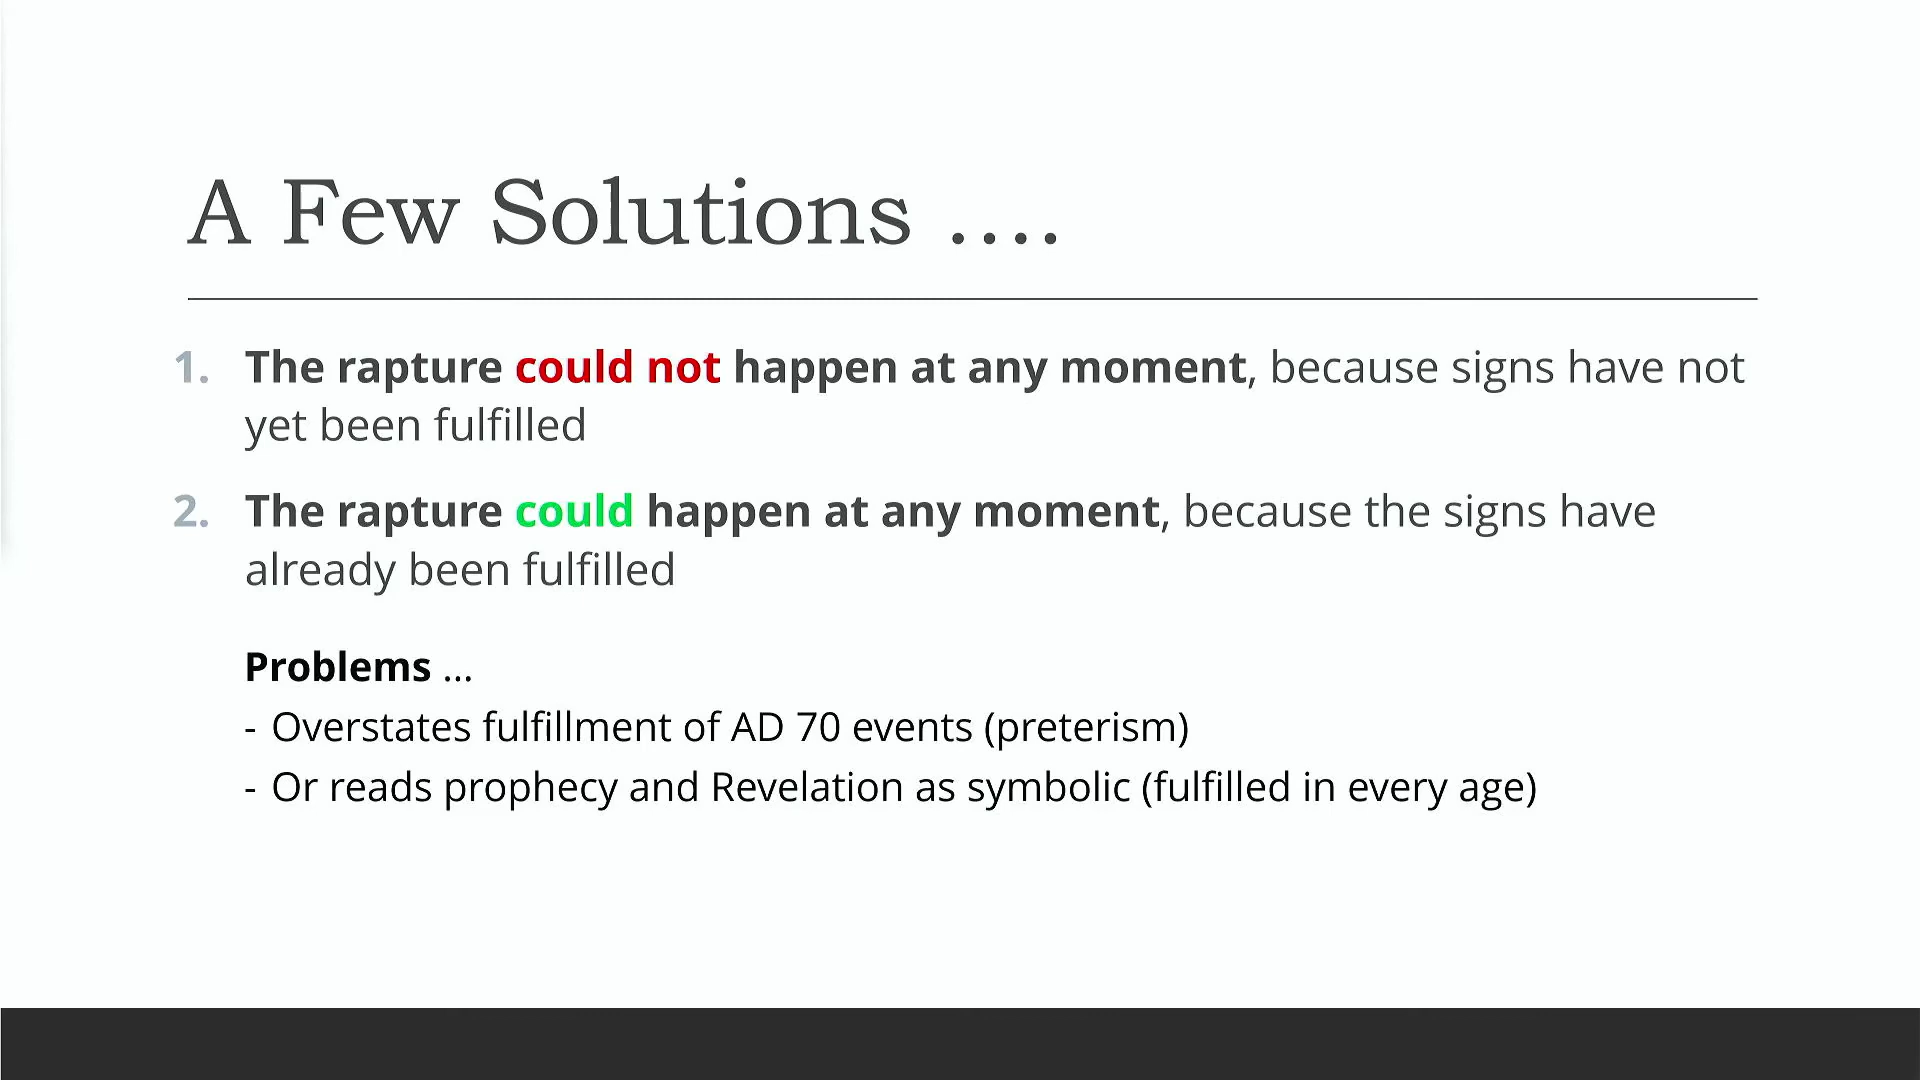 A Few Solutions ....
1. The rapture could not happen at any moment, because signs have not
yet been fulfilled
2. The rapture could happen at any moment, because the signs have
already been fulfilled
Problems ...
- Overstates fulfillment of AD 70 events (preterism)
- Or reads prophecy and Revelation as symbolic (fulfilled in every age)